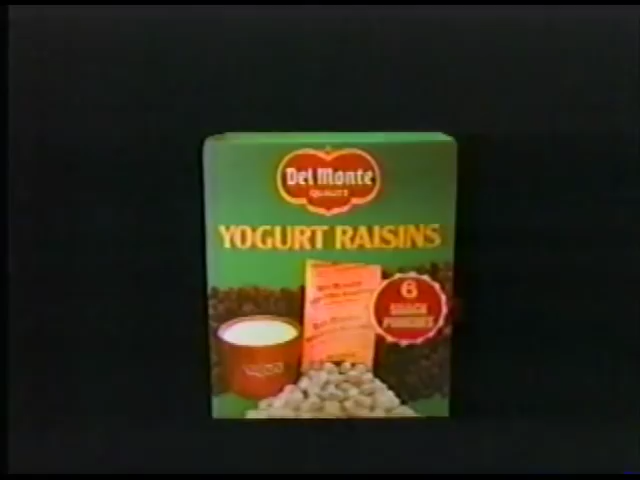 Del Monte
QUALITY
YOGURT RAISINS
6
SNACK
POUCHES